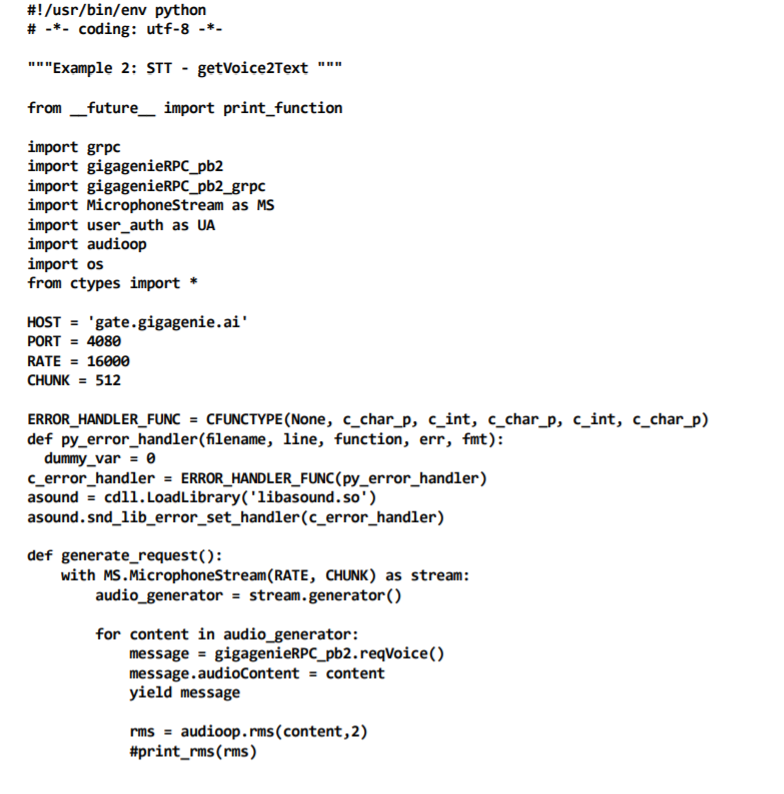 #!/usr/bin/env python
# -*- coding: utf-8 -*-
"""Example 2: STT - getVoice2Text """
from __future__ import print_function
import grpc
import gigagenieRPC_pb2
import gigagenieRPC_pb2_grpc
import MicrophoneStream as MS
import user_auth as UA
import audioop
import os
from ctypes import *
HOST = 'gate.gigagenie.ai'
PORT = 4080
RATE = 16000
CHUNK = 512
ERROR_HANDLER_FUNC = CFUNCTYPE(None, c_char_p, c_int, c_char_p, c_int, c_char_p)
def py_error_handler(filename, line, function, err, fmt):
  dummy_var = 0
c_error_handler = ERROR_HANDLER_FUNC(py_error_handler)
asound = cdll.LoadLibrary('libasound.so')
asound.snd_lib_error_set_handler(c_error_handler)
def generate_request():
    with MS.MicrophoneStream(RATE, CHUNK) as stream:
        audio_generator = stream.generator()
        for content in audio_generator:
            message = gigagenieRPC_pb2.reqVoice()
            message.audioContent = content
            yield message
            rms = audioop.rms(content,2)
            #print_rms(rms)